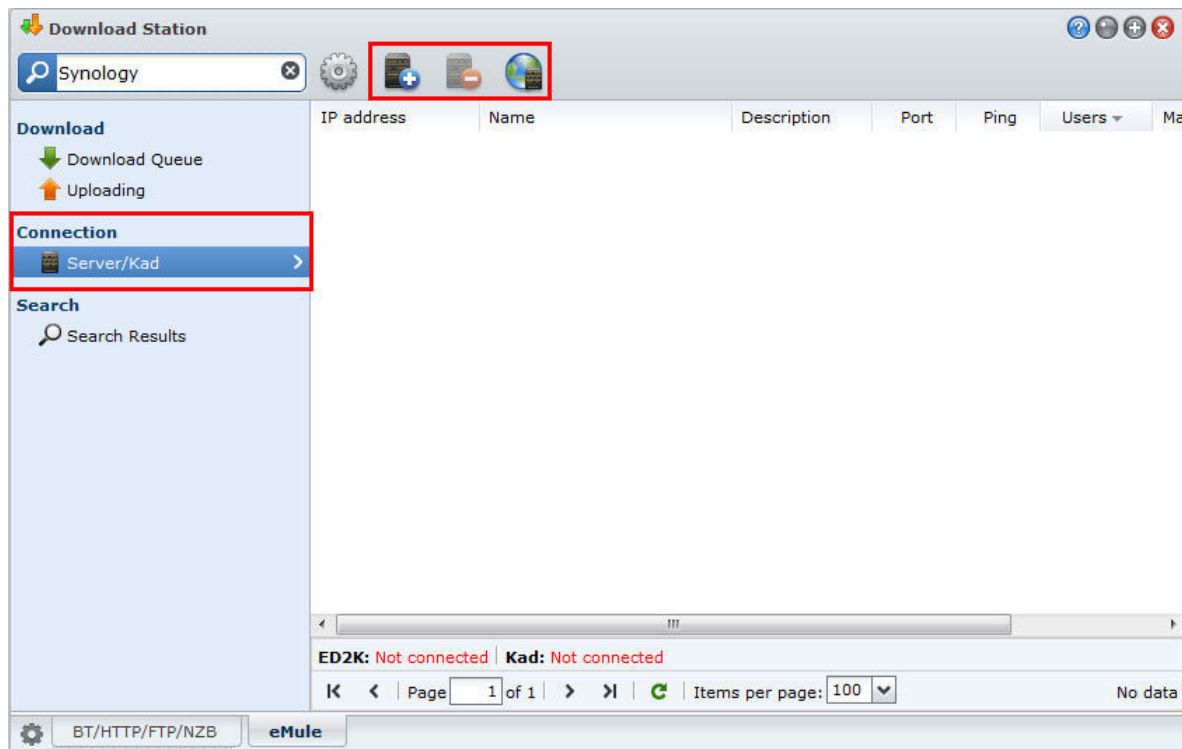 Download Station
Synology
IP address Name Description Port Ping Users Ma
Download
Download Queue
Uploading
Connection
Server/Kad
Search
Search Results
ED2K: Not connected Kad: Not connected
Page 1 of 1 Items per page: 100 No data
BT/HTTP/FTP/NZB eMule